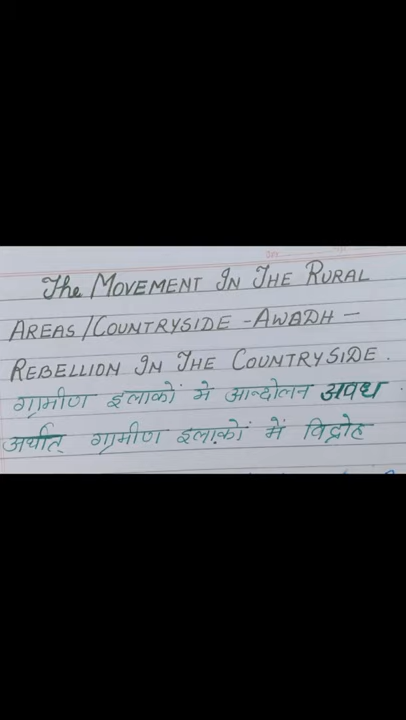 The MOVEMENT IN THE RURAL
AREAS/COUNTRYSIDE -AWADH -
REBELLION IN THE COUNTRYSIDE.
ग्रामीण इलाकों मे आन्दोलन अवध
अर्थात् ग्रामीण इलाकों में विद्रोह